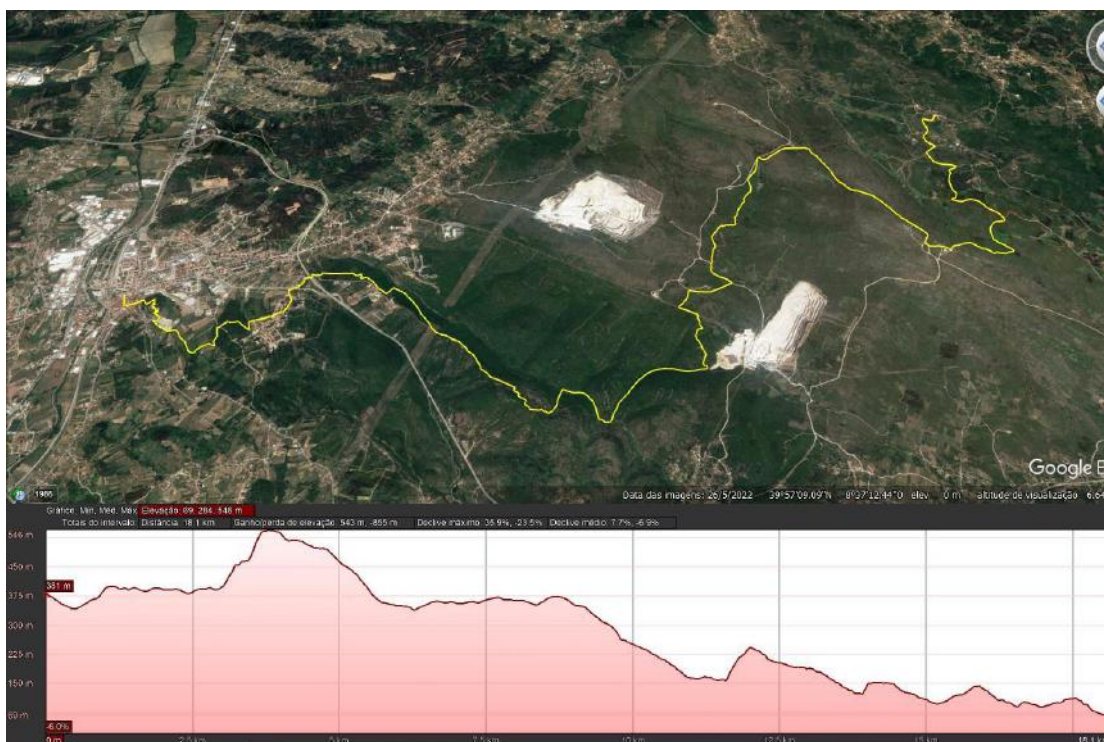 Google E
1985
Data das imagens: 26/5/2022 39°57'09.09" 8°37'12.44" O elev 0 m altitude de visualização 6.64
Gráfico: Min, Méd, Máx Elevação: 89, 284, 546 m
Totais do intervalo: Distância: 18.1 km Ganho/perda de elevação: 543 m, -855 m Declive máximo: 35.9%, -23.5% Declive médio: 7.7%, -6.9%
546 m
450 m
381 m
375 m
300 m
225 m
150 m
89 m
-6.0%
0 m 2.5 km 5 km 7.5 km 10 km 12.5 km 15 km 18.1 km